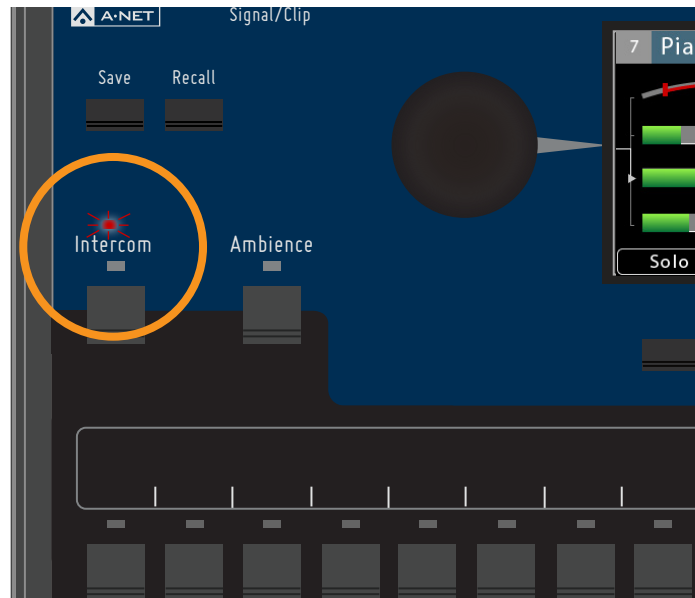 A·NET
Signal/Clip
7 Pia
Save Recall
Intercom Ambience
Solo